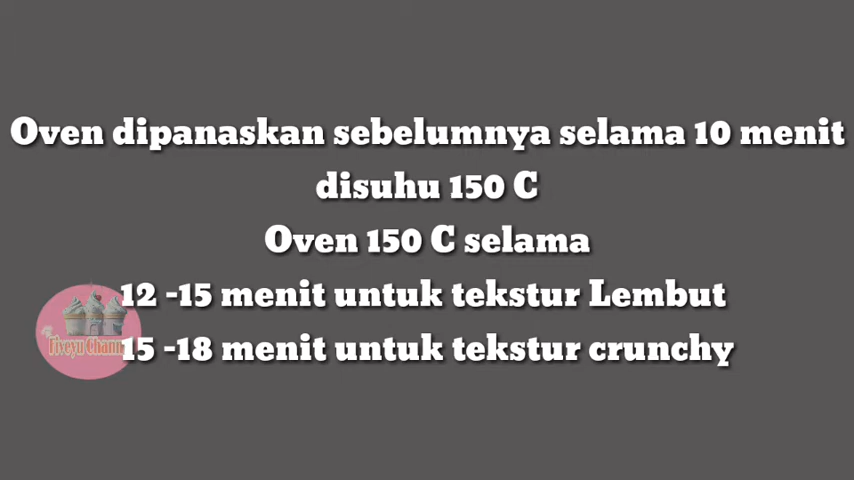 Oven dipanaskan sebelumnya selama 10 menit
disuhu 150 C
Oven 150 C selama
12 -15 menit untuk tekstur Lembut
15 -18 menit untuk tekstur crunchy
Fiveyu